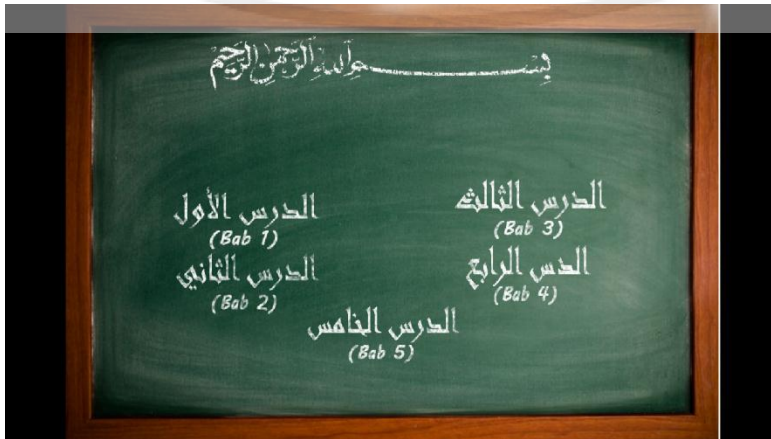 بسم الله الرحمن الرحيم
الدرس الأول
(Bab 1)
الدرس الثاني
(Bab 2)
الدرس الثالث
(Bab 3)
الدس الرابع
(Bab 4)
الدرس الخامس
(Bab 5)